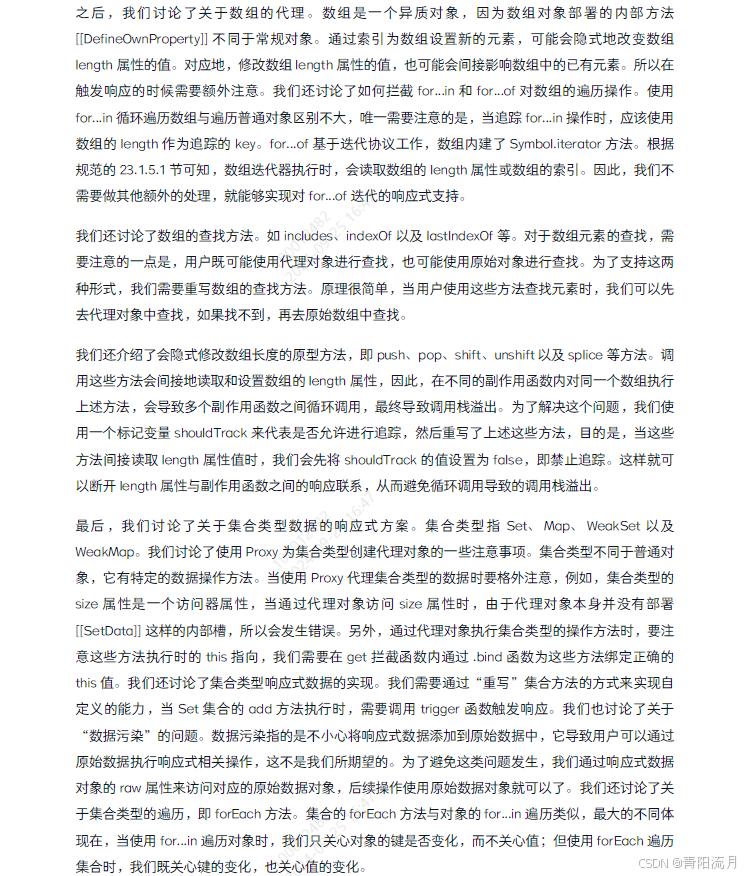 之后，我们讨论了关于数组的代理。数组是一个异质对象，因为数组对象部署的内部方法
[[DefineOwnProperty]] 不同于常规对象。通过索引为数组设置新的元素，可能会隐式地改变数组
length 属性的值。对应地，修改数组 length 属性的值，也可能会间接影响数组中的已有元素。所以在
触发响应的时候需要额外注意。我们还讨论了如何拦截 for...in 和 for...of 对数组的遍历操作。使用
for...in 循环遍历数组与遍历普通对象区别不大，唯一需要注意的是，当追踪 for...in 操作时，应该使用
数组的 length 作为追踪的 key。for...of 基于迭代协议工作，数组内建了 Symbol.iterator 方法。根据
规范的 23.1.5.1 节可知，数组迭代器执行时，会读取数组的 length 属性或数组的索引。因此，我们不
需要做其他额外的处理，就能够实现对 for...of 迭代的响应式支持。
我们还讨论了数组的查找方法。如 includes、indexOf 以及 lastIndexOf 等。对于数组元素的查找，需
要注意的一点是，用户既可能使用代理对象进行查找，也可能使用原始对象进行查找。为了支持这两
种形式，我们需要重写数组的查找方法。原理很简单，当用户使用这些方法查找元素时，我们可以先
去代理对象中查找，如果找不到，再去原始数组中查找。
我们还介绍了会隐式修改数组长度的原型方法，即 push、pop、shift、unshift 以及 splice 等方法。调
用这些方法会间接地读取和设置数组的 length 属性，因此，在不同的副作用函数内对同一个数组执行
上述方法，会导致多个副作用函数之间循环调用，最终导致调用栈溢出。为了解决这个问题，我们使
用一个标记变量 shouldTrack 来代表是否允许进行追踪，然后重写了上述这些方法，目的是，当这些
方法间接读取 length 属性值时，我们会先将 shouldTrack 的值设置为 false，即禁止追踪。这样就可
以断开 length 属性与副作用函数之间的响应联系，从而避免循环调用导致的调用栈溢出。
最后，我们讨论了关于集合类型数据的响应式方案。集合类型指 Set、Map、WeakSet 以及
WeakMap。我们讨论了使用 Proxy 为集合类型创建代理对象的一些注意事项。集合类型不同于普通对
象，它有特定的数据操作方法。当使用 Proxy 代理集合类型的数据时要格外注意，例如，集合类型的
size 属性是一个访问器属性，当通过代理对象访问 size 属性时，由于代理对象本身并没有部署
[[SetData]] 这样的内部槽，所以会发生错误。另外，通过代理对象执行集合类型的操作方法时，要注
意这些方法执行时的 this 指向，我们需要在 get 拦截函数内通过 .bind 函数为这些方法绑定正确的
this 值。我们还讨论了集合类型响应式数据的实现。我们需要通过“重写”集合方法的方式来实现自
定义的能力，当 Set 集合的 add 方法执行时，需要调用 trigger 函数触发响应。我们也讨论了关于
“数据污染”的问题。数据污染指的是不小心将响应式数据添加到原始数据中，它导致用户可以通过
原始数据执行响应式相关操作，这不是我们所期望的。为了避免这类问题发生，我们通过响应式数据
对象的 raw 属性来访问对应的原始数据对象，后续操作使用原始数据对象就可以了。我们还讨论了关
于集合类型的遍历，即 forEach 方法。集合的 forEach 方法与对象的 for...in 遍历类似，最大的不同体
现在，当使用 for...in 遍历对象时，我们只关心对象的键是否变化，而不关心值；但使用 forEach 遍历
集合时，我们既关心键的变化，也关心值的变化。
CSDN @青阳流月